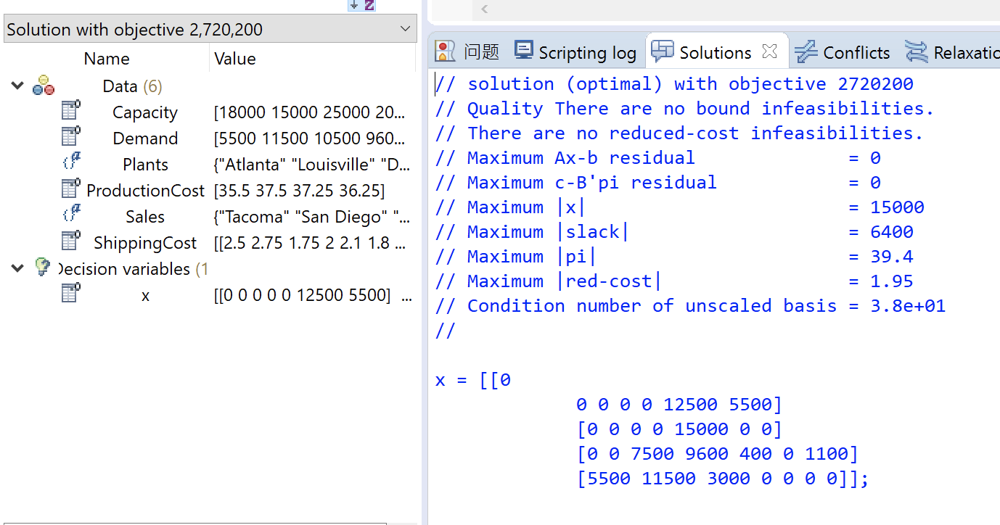 Solution with objective 2,720,200
Name Value
Data (6)
Capacity [18000 15000 25000 20...
Demand [5500 11500 10500 960...
Plants {"Atlanta" "Louisville" "D...
ProductionCost [35.5 37.5 37.25 36.25]
Sales {"Tacoma" "San Diego" "...
ShippingCost [[2.5 2.75 1.75 2 2.1 1.8 ...
Decision variables (1
x [[0 0 0 0 0 12500 5500] ...
问题 Scripting log Solutions Conflicts Relaxatic
// solution (optimal) with objective 2720200
// Quality There are no bound infeasibilities.
// There are no reduced-cost infeasibilities.
// Maximum Ax-b residual = 0
// Maximum c-B'pi residual = 0
// Maximum |x| = 15000
// Maximum |slack| = 6400
// Maximum |pi| = 39.4
// Maximum |red-cost| = 1.95
// Condition number of unscaled basis = 3.8e+01
//
x = [[0
0 0 0 0 12500 5500]
[0 0 0 0 15000 0 0]
[0 0 7500 9600 400 0 1100]
[5500 11500 3000 0 0 0 0]];